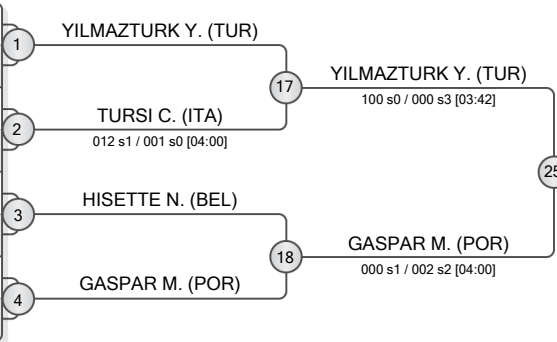 YILMAZTURK Y. (TUR)
1
17
YILMAZTURK Y. (TUR)
100 s0 / 000 s3 [03:42]
TURSI C. (ITA)
2
012 s1 / 001 s0 [04:00]
25
HISETTE N. (BEL)
3
18
GASPAR M. (POR)
000 s1 / 002 s2 [04:00]
GASPAR M. (POR)
4